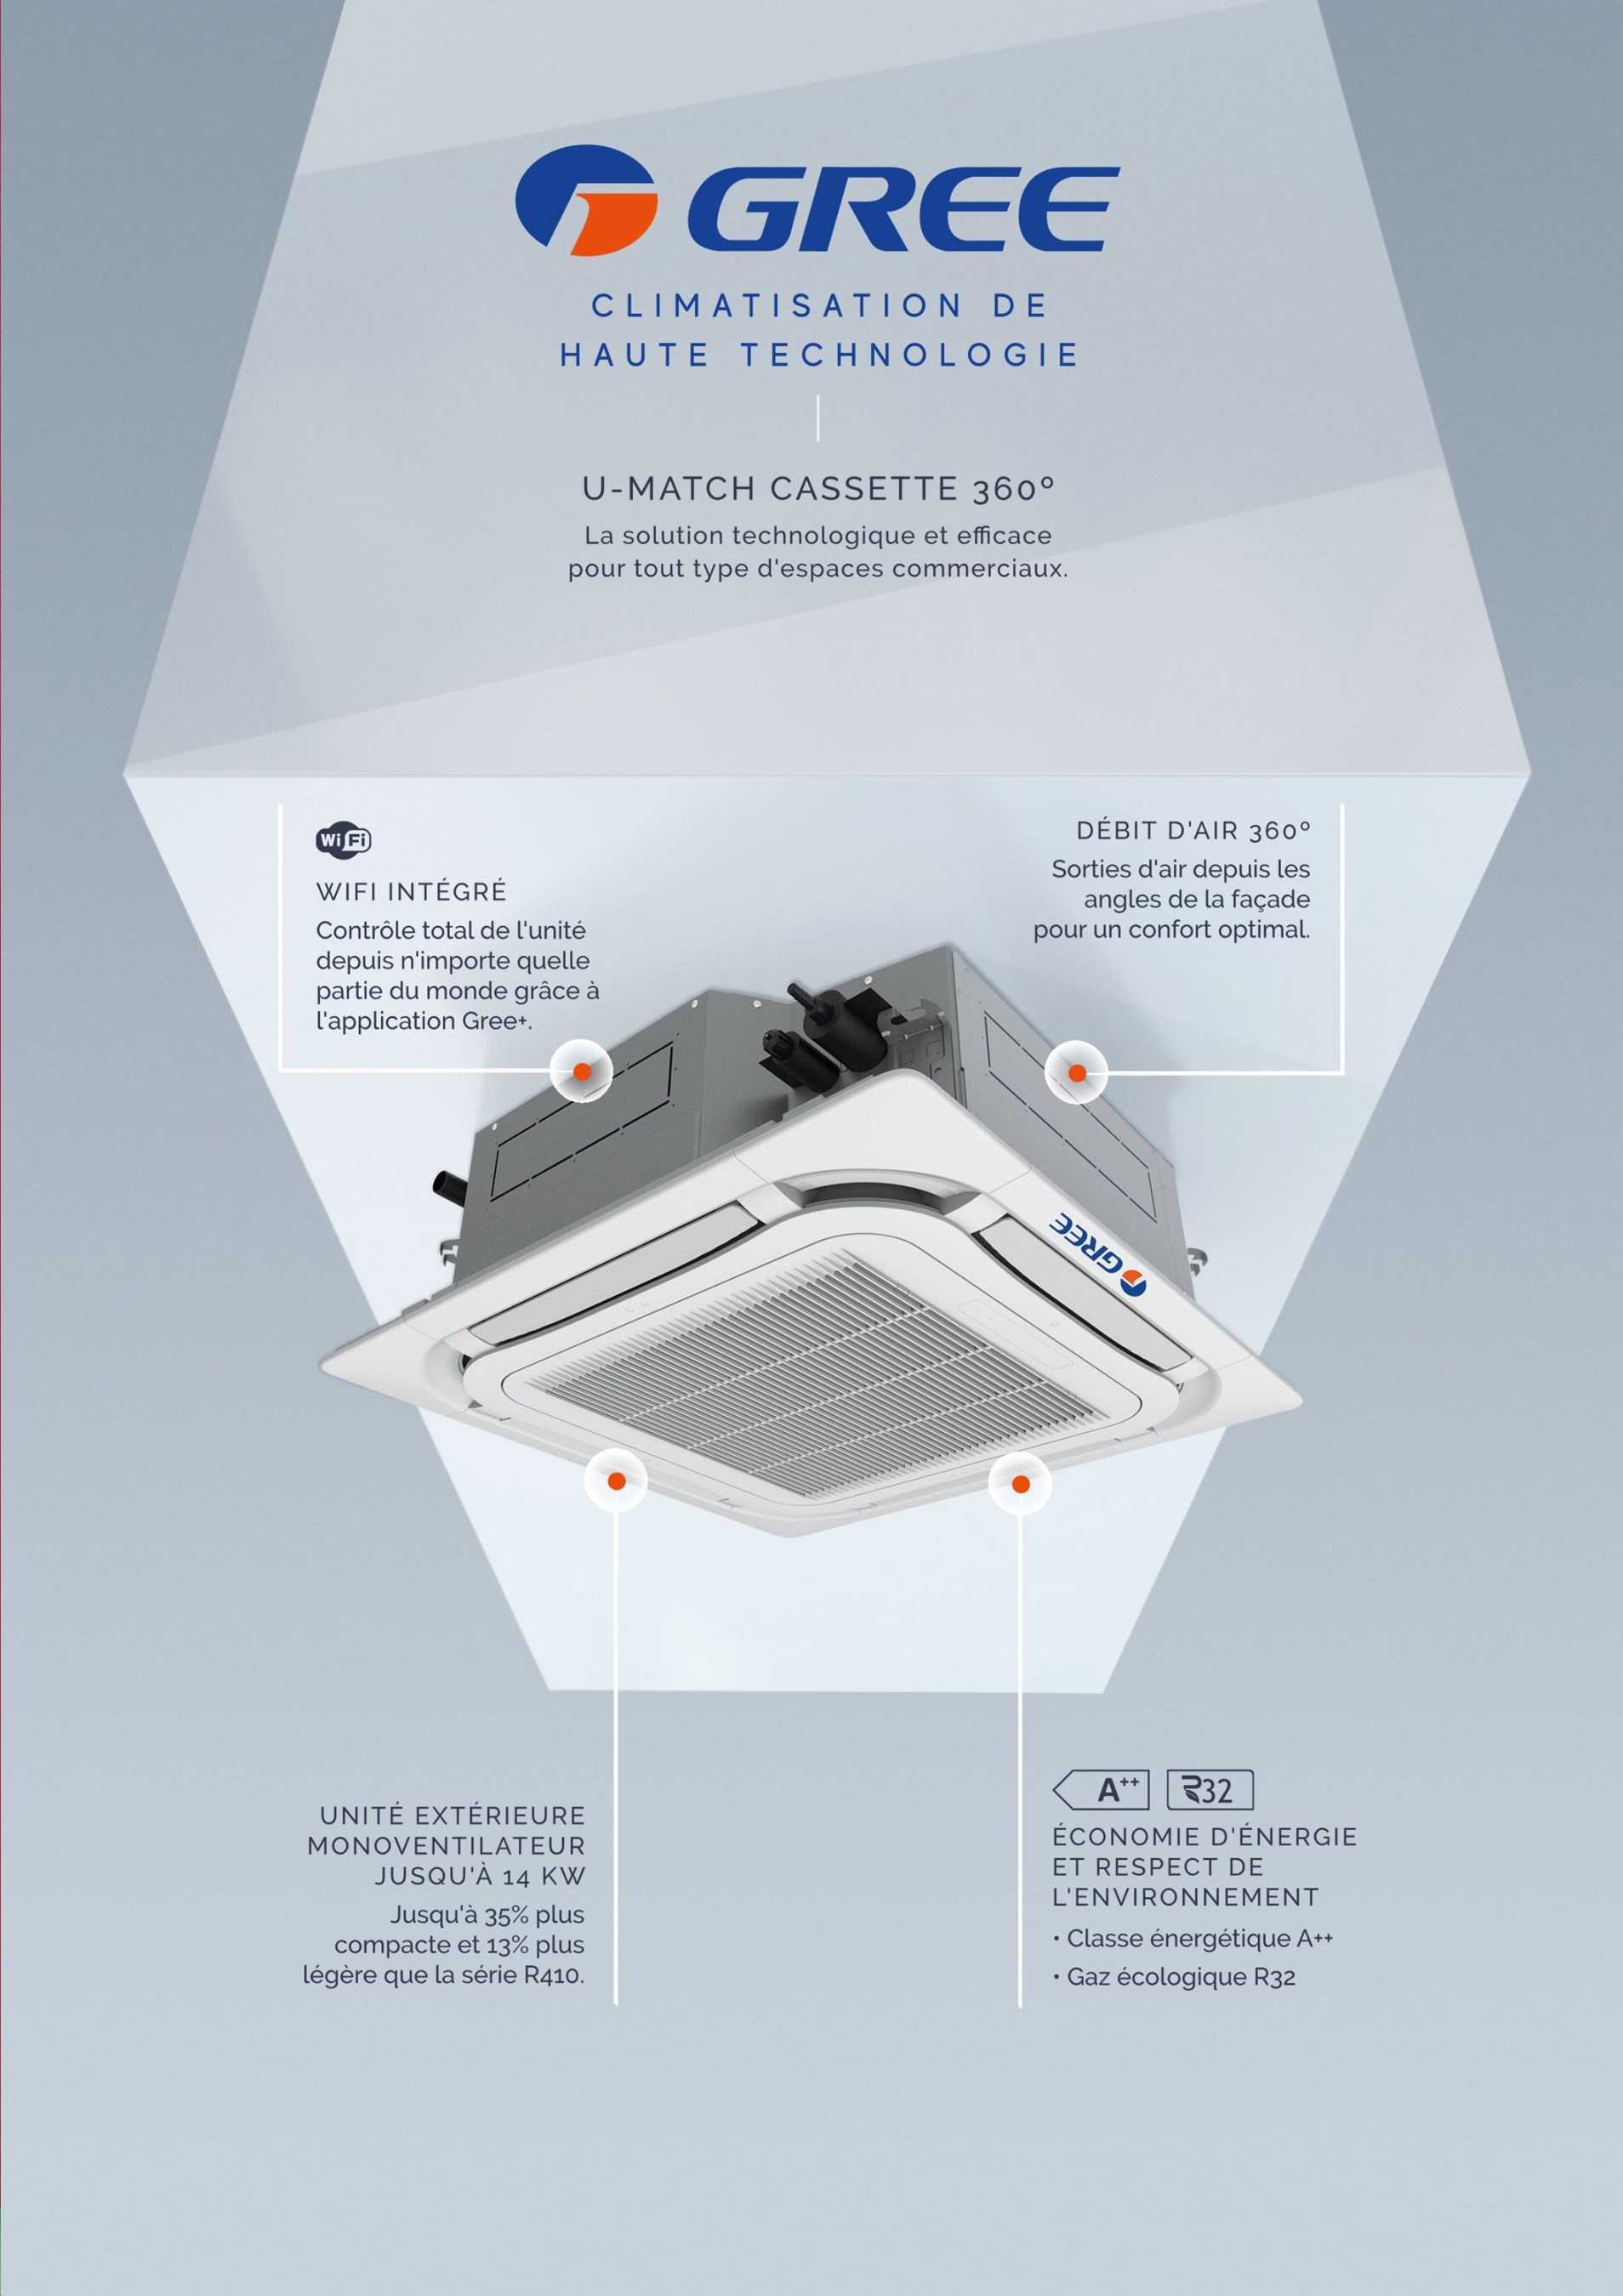 GREE
CLIMATISATION DE
HAUTE TECHNOLOGIE
U-MATCH CASSETTE 360º
La solution technologique et efficace
pour tout type d'espaces commerciaux.
WiFi
WIFI INTÉGRÉ
Contrôle total de l'unité
depuis n'importe quelle
partie du monde grâce à
l'application Gree+.
DÉBIT D'AIR 360º
Sorties d'air depuis les
angles de la façade
pour un confort optimal.
GREE
UNITÉ EXTÉRIEURE
MONOVENTILATEUR
JUSQU'À 14 KW
Jusqu'à 35% plus
compacte et 13% plus
légère que la série R410.
A++ R32
ÉCONOMIE D'ÉNERGIE
ET RESPECT DE
L'ENVIRONNEMENT
• Classe énergétique A++
• Gaz écologique R32